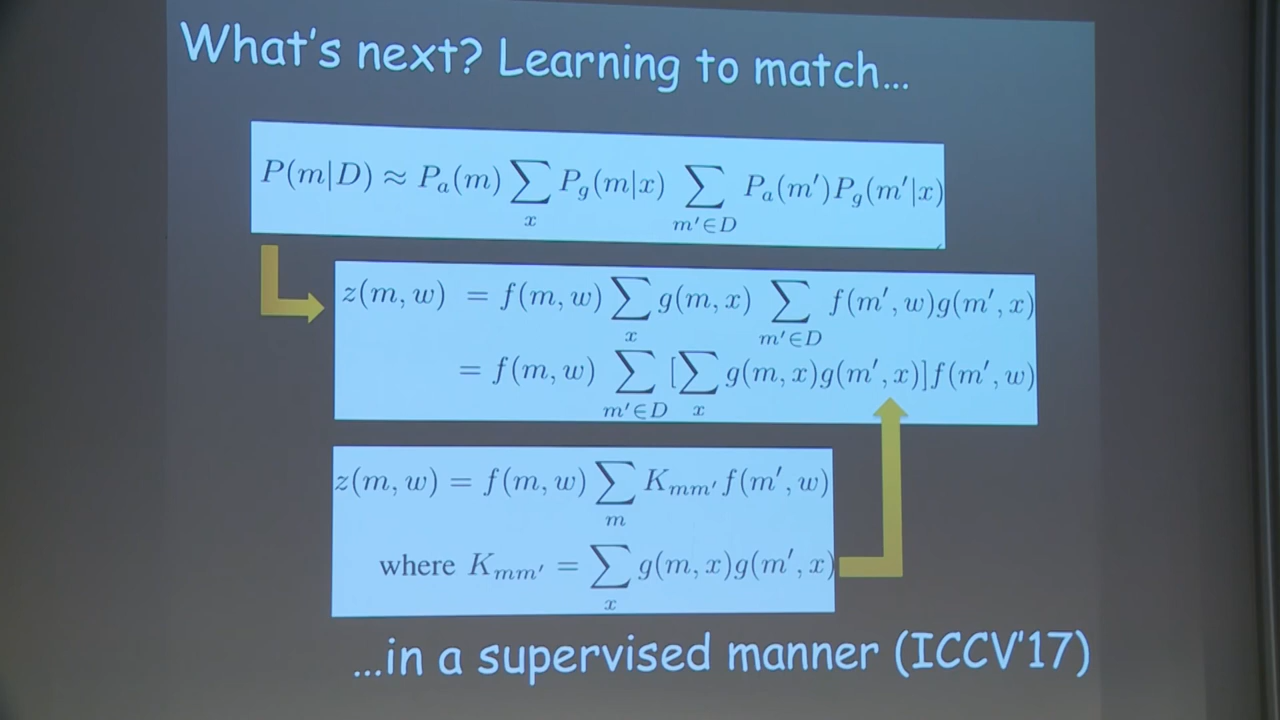 What's next? Learning to match...
P(m|D) ≈ P_a(m) ∑_x P_g(m|x) ∑_{m'∈D} P_a(m')P_g(m'|x)
z(m, w) = f(m, w) ∑_x g(m, x) ∑_{m'∈D} f(m', w)g(m', x)
= f(m, w) ∑_{m'∈D} [∑_x g(m, x)g(m', x)]f(m', w)
z(m, w) = f(m, w) ∑_m K_{mm'} f(m', w)
where K_{mm'} = ∑_x g(m, x)g(m', x)
...in a supervised manner (ICCV'17)